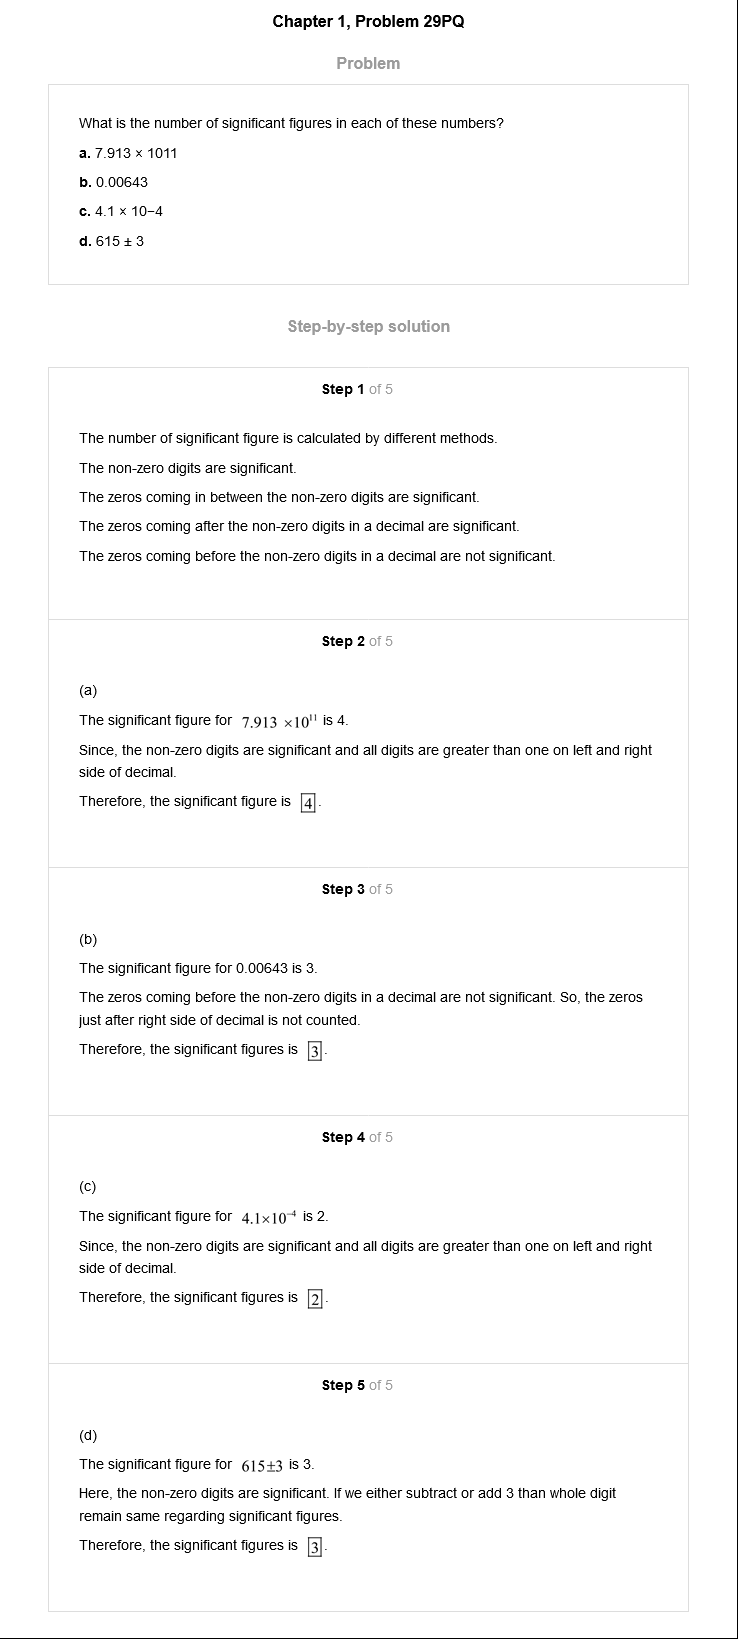 Chapter 1, Problem 29PQ
Problem
What is the number of significant figures in each of these numbers?
a. 7.913 × 1011
b. 0.00643
c. 4.1 × 10−4
d. 615 ± 3
Step-by-step solution
Step 1 of 5
The number of significant figure is calculated by different methods.
The non-zero digits are significant.
The zeros coming in between the non-zero digits are significant.
The zeros coming after the non-zero digits in a decimal are significant.
The zeros coming before the non-zero digits in a decimal are not significant.
Step 2 of 5
(a)
The significant figure for 7.913 ×10¹¹ is 4.
Since, the non-zero digits are significant and all digits are greater than one on left and right
side of decimal.
Therefore, the significant figure is 4.
Step 3 of 5
(b)
The significant figure for 0.00643 is 3.
The zeros coming before the non-zero digits in a decimal are not significant. So, the zeros
just after right side of decimal is not counted.
Therefore, the significant figures is 3.
Step 4 of 5
(c)
The significant figure for 4.1×10⁻⁴ is 2.
Since, the non-zero digits are significant and all digits are greater than one on left and right
side of decimal.
Therefore, the significant figures is 2.
Step 5 of 5
(d)
The significant figure for 615±3 is 3.
Here, the non-zero digits are significant. If we either subtract or add 3 than whole digit
remain same regarding significant figures.
Therefore, the significant figures is 3.